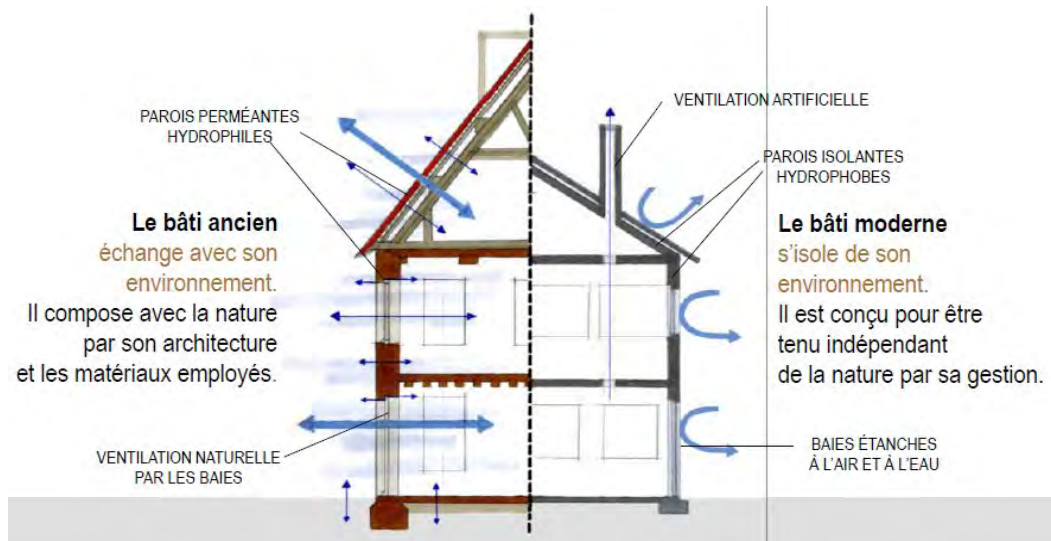 PAROIS PERMÉANTES
HYDROPHILES
Le bâti ancien
échange avec son
environnement.
Il compose avec la nature
par son architecture
et les matériaux employés.
VENTILATION NATURELLE
PAR LES BAIES
VENTILATION ARTIFICIELLE
PAROIS ISOLANTES
HYDROPHOBES
Le bâti moderne
s'isole de son
environnement.
Il est conçu pour être
tenu indépendant
de la nature par sa gestion.
BAIES ÉTANCHES
À L'AIR ET À L'EAU